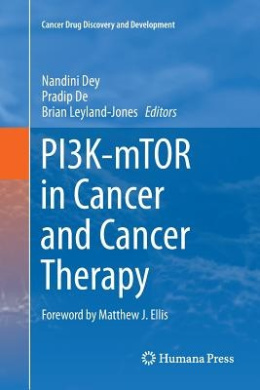 Cancer Drug Discovery and Development
Nandini Dey
Pradip De
Brian Leyland-Jones Editors
PI3K-mTOR
in Cancer
and Cancer
Therapy
Foreword by Matthew J. Ellis
Humana Press